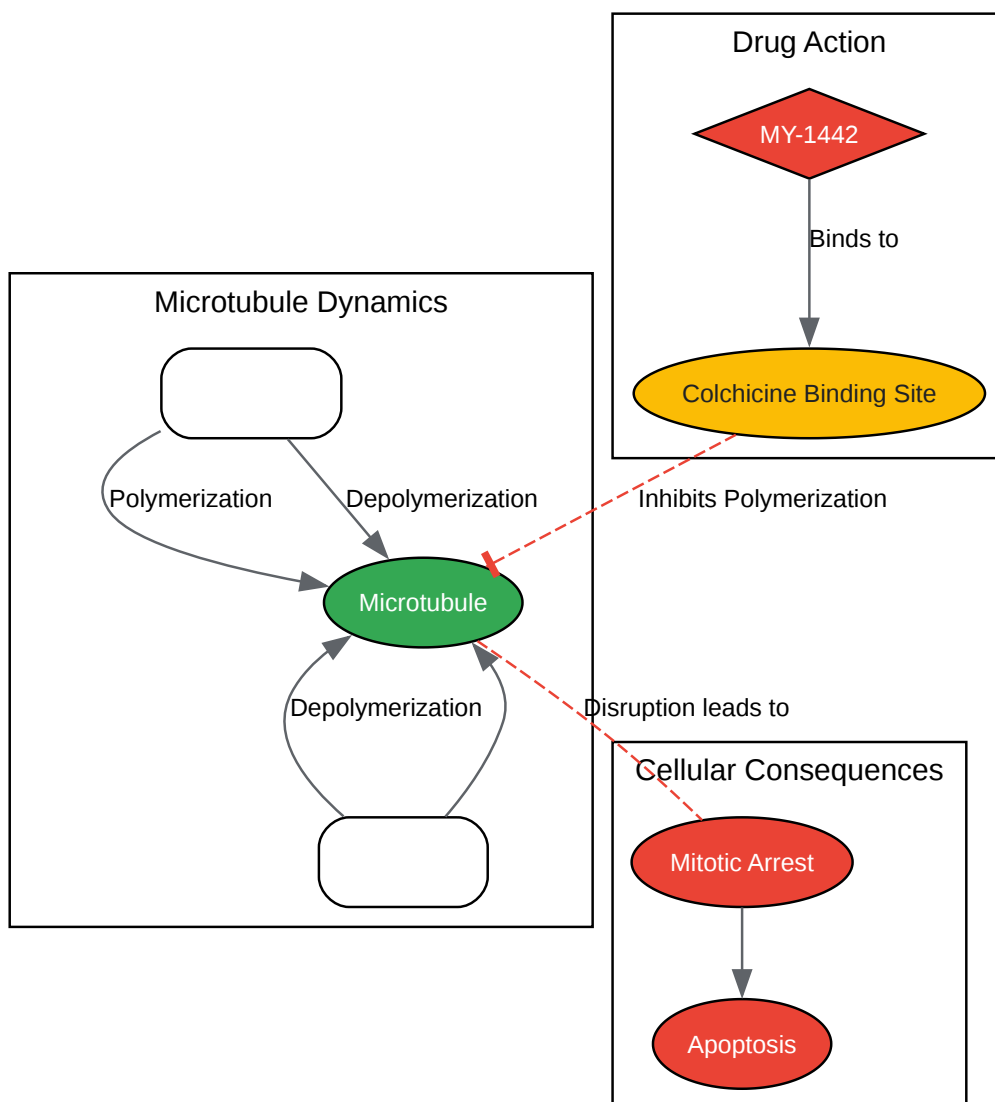 Drug Action
MY-1442
Binds to
Microtubule Dynamics
Colchicine Binding Site
Polymerization
Depolymerization
Inhibits Polymerization
Microtubule
Depolymerization
Disruption leads to
Cellular Consequences
Mitotic Arrest
Apoptosis